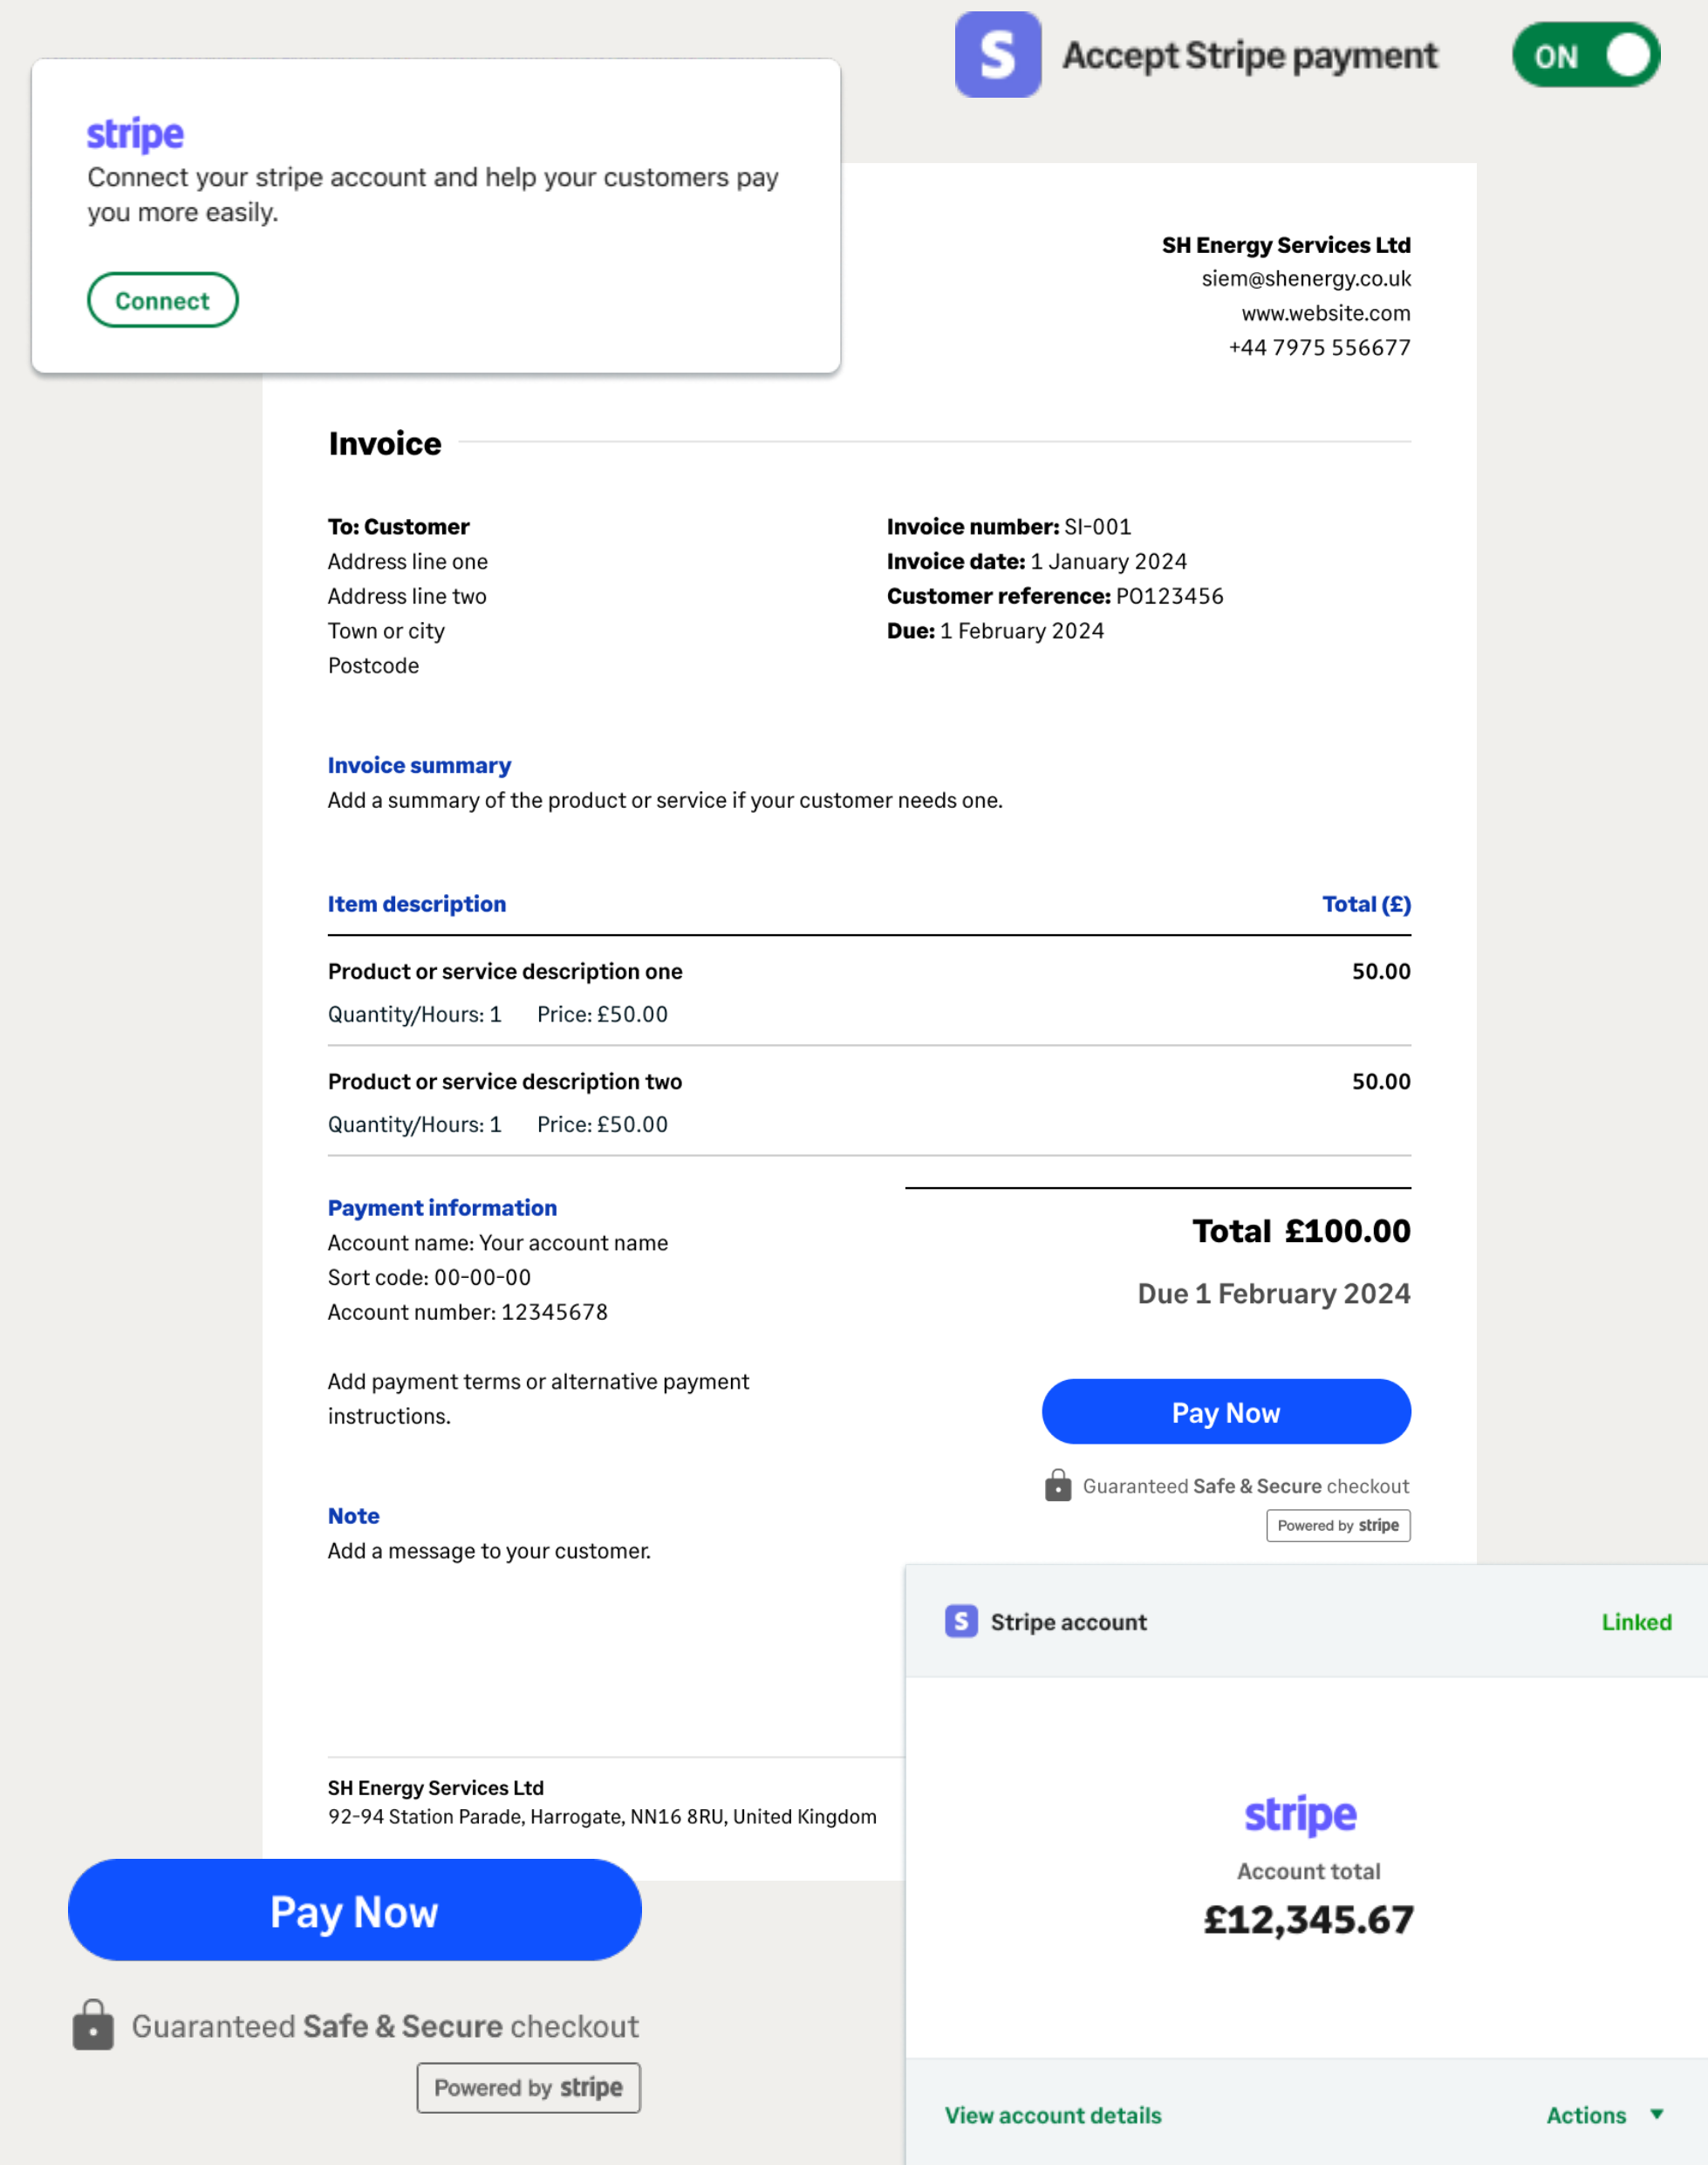 S Accept Stripe payment ON
stripe
Connect your stripe account and help your customers pay
you more easily.
Connect
SH Energy Services Ltd
siem@shenergy.co.uk
www.website.com
+44 7975 556677
Invoice
To: Customer
Address line one
Address line two
Town or city
Postcode
Invoice number: SI-001
Invoice date: 1 January 2024
Customer reference: PO123456
Due: 1 February 2024
Invoice summary
Add a summary of the product or service if your customer needs one.
Item description Total (£)
Product or service description one 50.00
Quantity/Hours: 1 Price: £50.00
Product or service description two 50.00
Quantity/Hours: 1 Price: £50.00
Payment information
Account name: Your account name
Sort code: 00-00-00
Account number: 12345678
Add payment terms or alternative payment
instructions.
Total £100.00
Due 1 February 2024
Pay Now
Guaranteed Safe & Secure checkout
Powered by stripe
Note
Add a message to your customer.
SH Energy Services Ltd
92-94 Station Parade, Harrogate, NN16 8RU, United Kingdom
Pay Now
Guaranteed Safe & Secure checkout
Powered by stripe
S Stripe account Linked
stripe
Account total
£12,345.67
View account details Actions